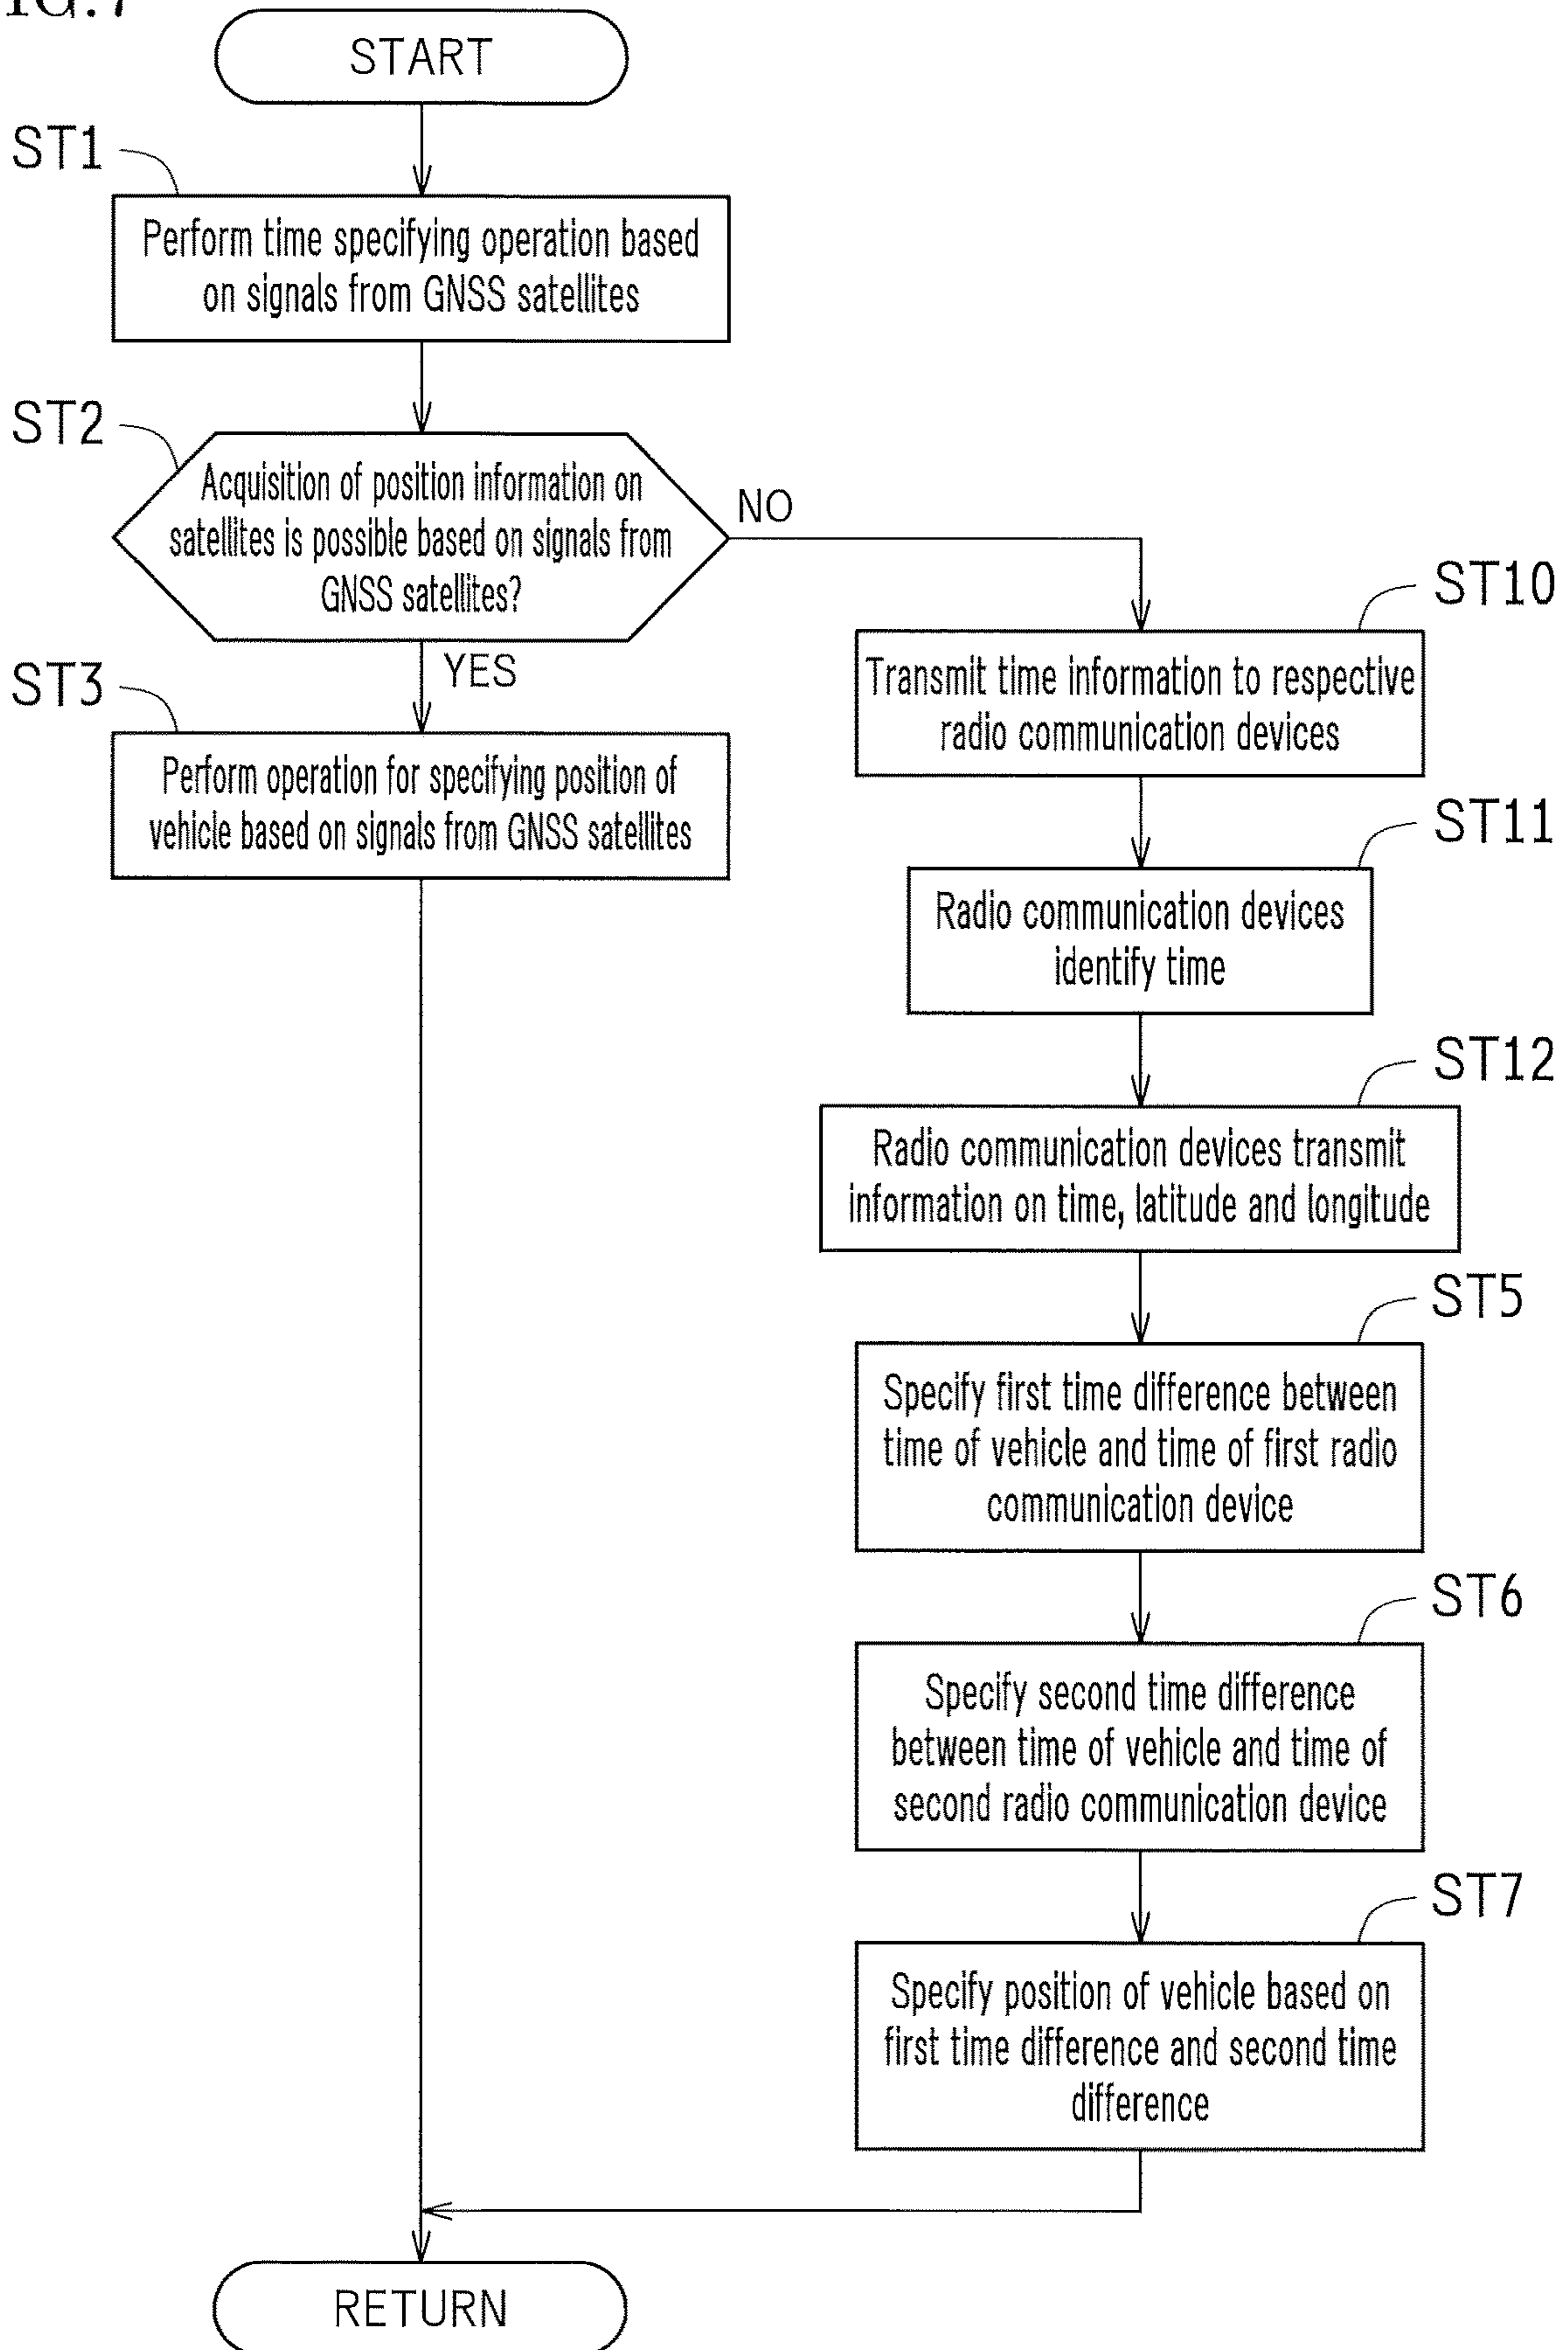 IG.7
START
ST1
Perform time specifying operation based
on signals from GNSS satellites
ST2
Acquisition of position information on
satellites is possible based on signals from
GNSS satellites?
NO
YES
ST3
Perform operation for specifying position of
vehicle based on signals from GNSS satellites
ST10
Transmit time information to respective
radio communication devices
ST11
Radio communication devices
identify time
ST12
Radio communication devices transmit
information on time, latitude and longitude
ST5
Specify first time difference between
time of vehicle and time of first radio
communication device
ST6
Specify second time difference
between time of vehicle and time of
second radio communication device
ST7
Specify position of vehicle based on
first time difference and second time
difference
RETURN